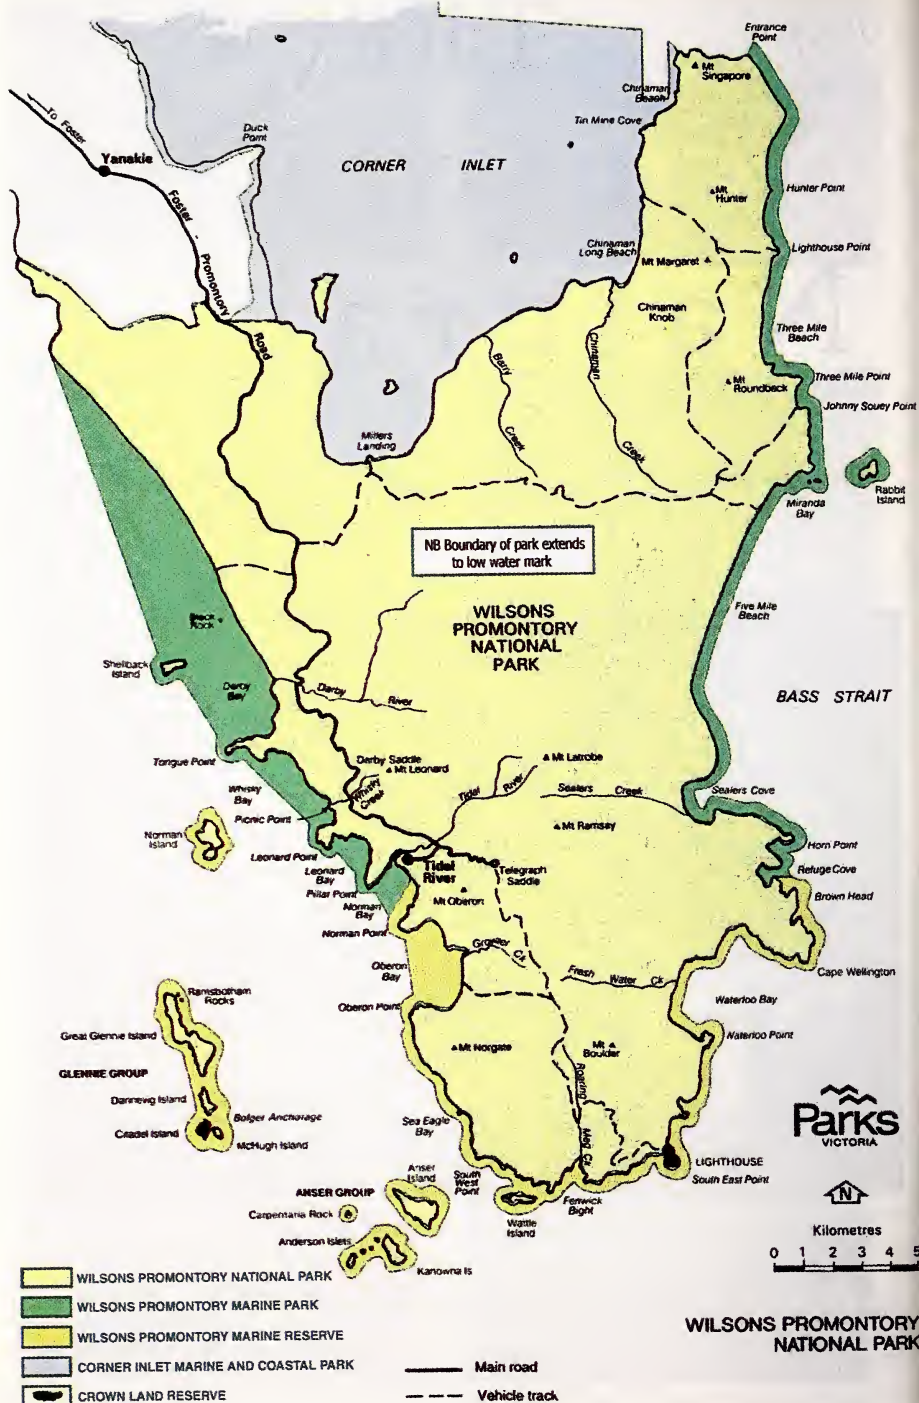 Entrance
Point
Mt
Singapore
Chinaman
Beach
Tin Mine Cove
To Foster
Duck
Point
Yanakie
CORNER INLET
Foster - Promontory Road
Mt
Hunter
Hunter Point
Chinaman
Long Beach
Lighthouse Point
Mt Margaret
Chinaman
Knob
Three Mile
Beach
Barry Creek
Chinaman Creek
Three Mile Point
Mt
Roundback
Johnny Souey Point
Millers
Landing
Rabbit
Island
Miranda
Bay
NB Boundary of park extends
to low water mark
Five Mile
Beach
WILSONS
PROMONTORY
NATIONAL
PARK
Black
Rock
Shellback
Island
Darby
Bay
Darby River
BASS STRAIT
Tongue Point
Darby Saddle
Mt Leonard
Mt Latrobe
Whisky
Bay
Whisky
Creek
Tidal River
Sealers Creek
Sealers Cove
Picnic Point
Norman
Island
Mt Ramsay
Horn Point
Leonard Point
Tidal
River
Telegraph
Saddle
Refuge Cove
Leonard
Bay
Pillar Point
Mt Oberon
Brown Head
Norman
Bay
Norman Point
Growler Ck
Oberon
Bay
Fresh Water Ck
Cape Wellington
Ramsbotham
Rocks
Oberon Point
Waterloo Bay
Great Glennie Island
Waterloo Point
Mt Norgate
Mt
Boulder
GLENNIE GROUP
Roaring Meg Ck
Dannevig Island
Bolger Anchorage
Sea Eagle
Bay
Citadel Island
McHugh Island
Parks
VICTORIA
LIGHTHOUSE
South East Point
Anser
Island
South
West
Point
ANSER GROUP
Carpentaria Rock
Wattle
Island
Fenwick
Bight
N
Anderson Islets
Kanowna Is
Kilometres
0 1 2 3 4 5
WILSONS PROMONTORY NATIONAL PARK
WILSONS PROMONTORY MARINE PARK
WILSONS PROMONTORY MARINE RESERVE
CORNER INLET MARINE AND COASTAL PARK
CROWN LAND RESERVE
Main road
Vehicle track
WILSONS PROMONTORY
NATIONAL PARK